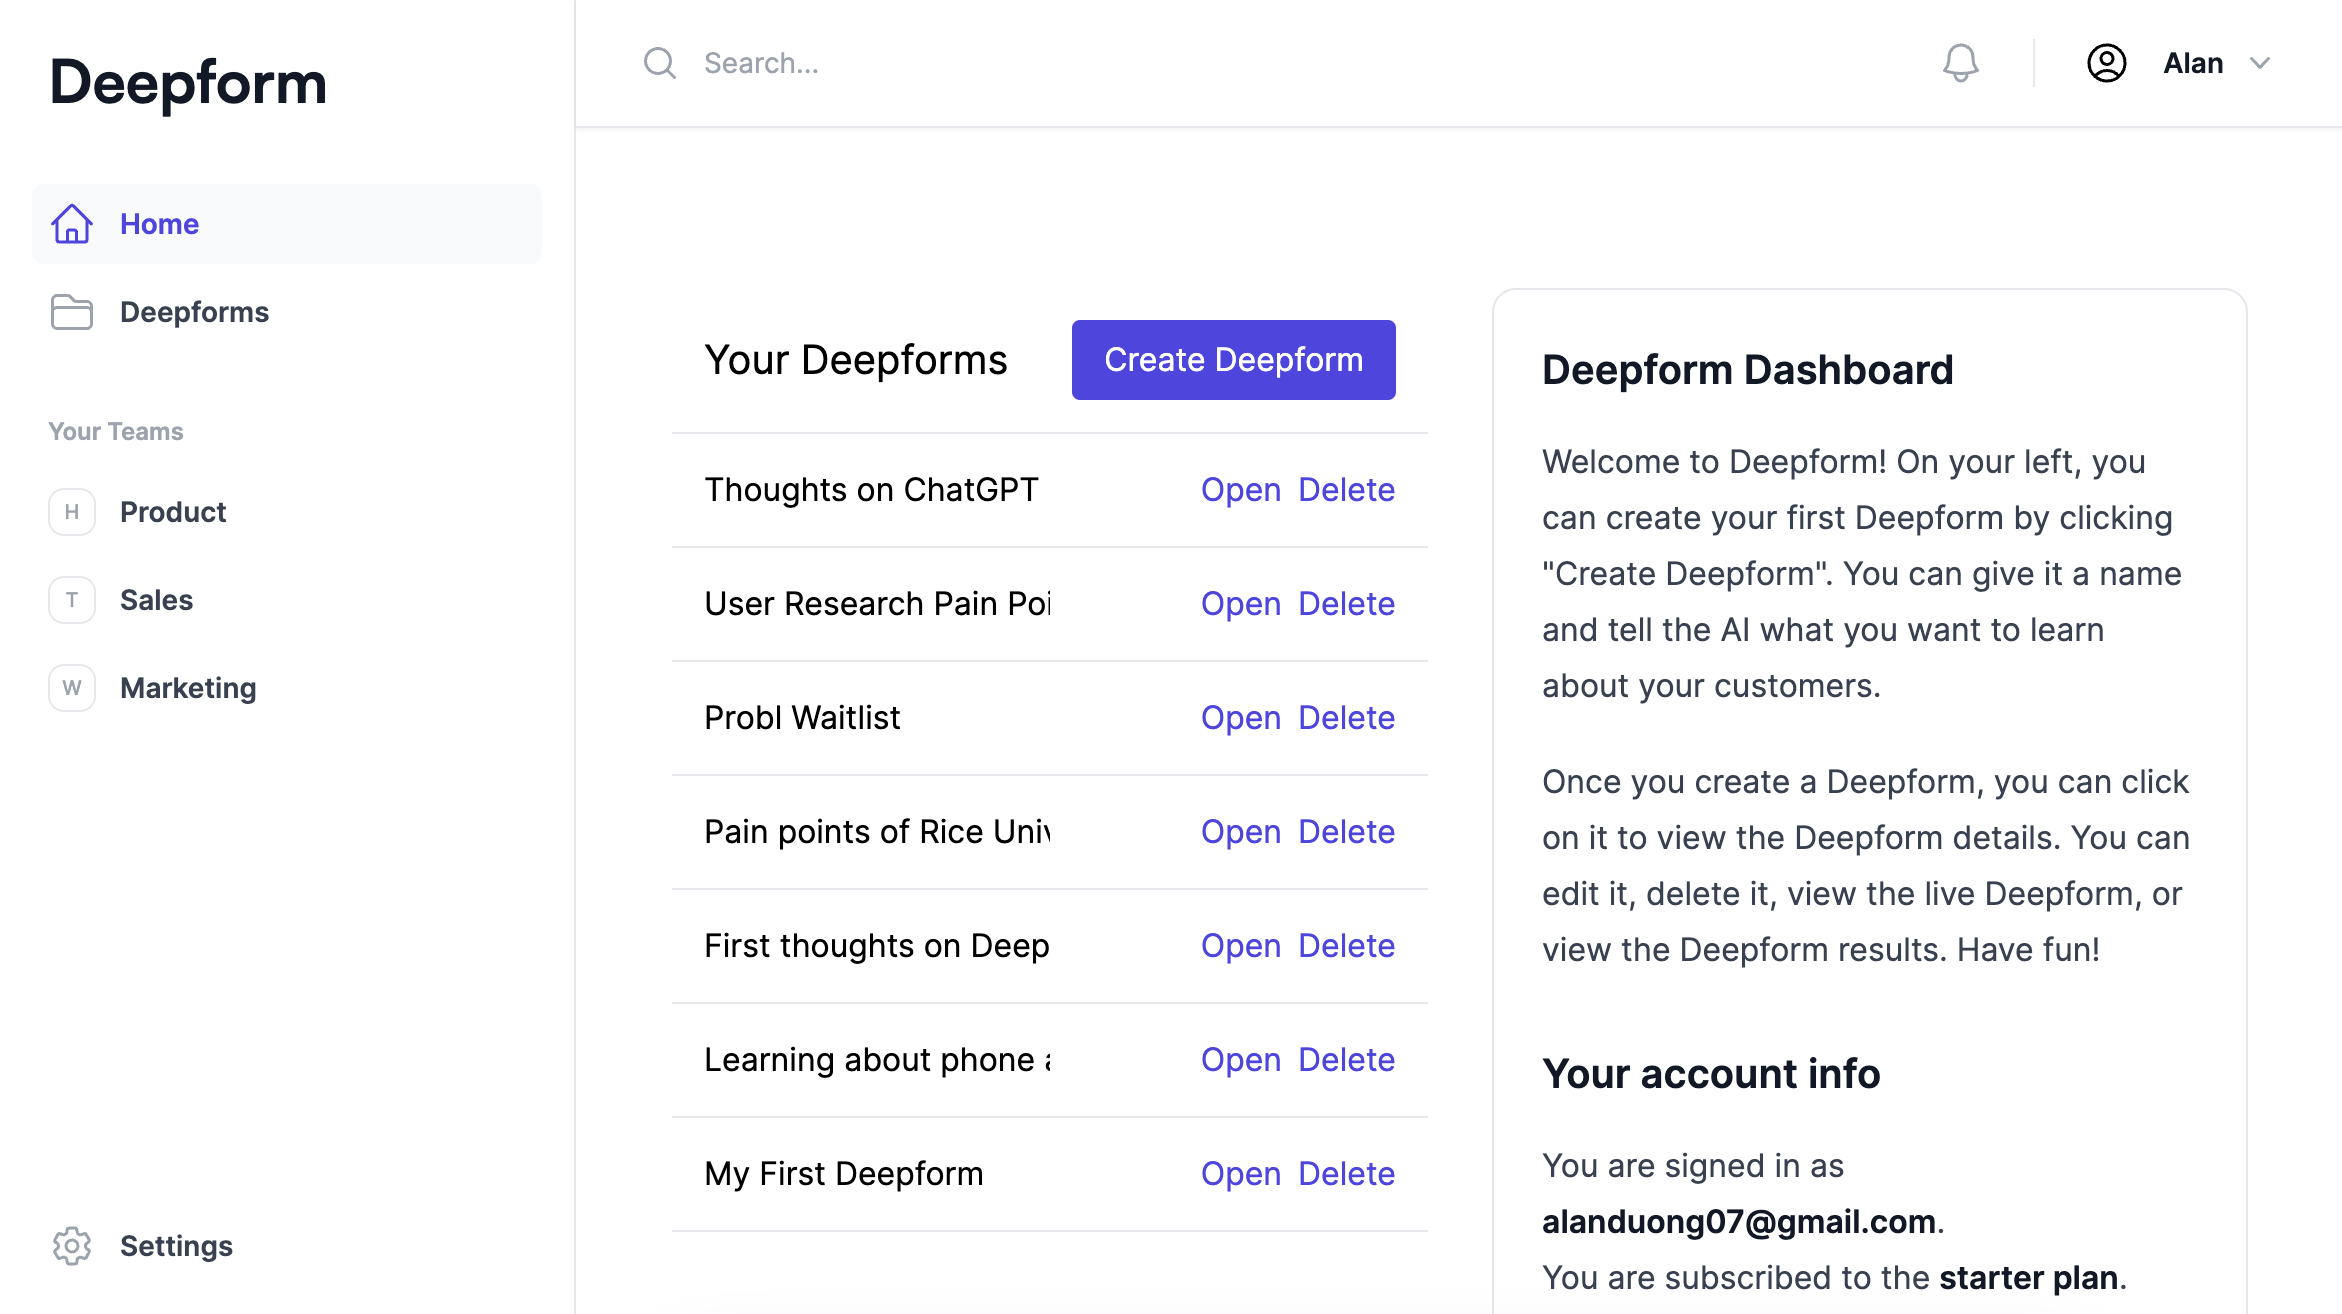 Deepform
Search...
Alan
Home
Deepforms
Your Teams
H Product
T Sales
W Marketing
Settings
Your Deepforms
Create Deepform
Thoughts on ChatGPT Open Delete
User Research Pain Poi Open Delete
Probl Waitlist Open Delete
Pain points of Rice Univ Open Delete
First thoughts on Deep Open Delete
Learning about phone a Open Delete
My First Deepform Open Delete
Deepform Dashboard
Welcome to Deepform! On your left, you
can create your first Deepform by clicking
"Create Deepform". You can give it a name
and tell the AI what you want to learn
about your customers.
Once you create a Deepform, you can click
on it to view the Deepform details. You can
edit it, delete it, view the live Deepform, or
view the Deepform results. Have fun!
Your account info
You are signed in as
alanduong07@gmail.com.
You are subscribed to the starter plan.